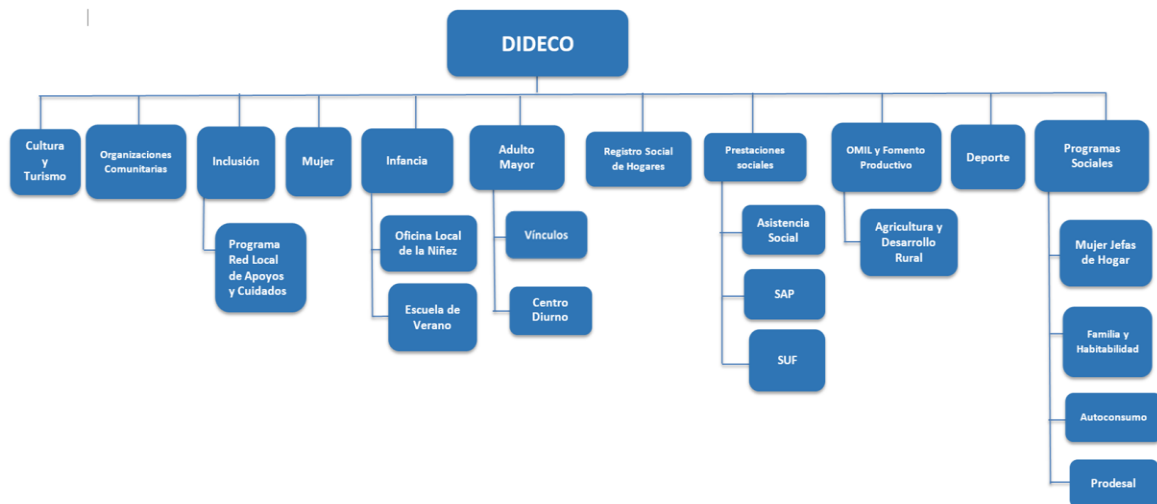 DIDECO
Cultura
y
Turismo
Organizaciones
Comunitarias
Inclusión
Mujer
Infancia
Adulto
Mayor
Registro Social
de Hogares
Prestaciones
sociales
OMIL y Fomento
Productivo
Deporte
Programas
Sociales
Programa
Red Local
de Apoyos
y Cuidados
Oficina Local
de la Niñez
Escuela de
Verano
Vínculos
Centro
Diurno
Asistencia
Social
SAP
SUF
Agricultura y
Desarrollo
Rural
Mujer Jefas
de Hogar
Familia y
Habitabilidad
Autoconsumo
Prodesal